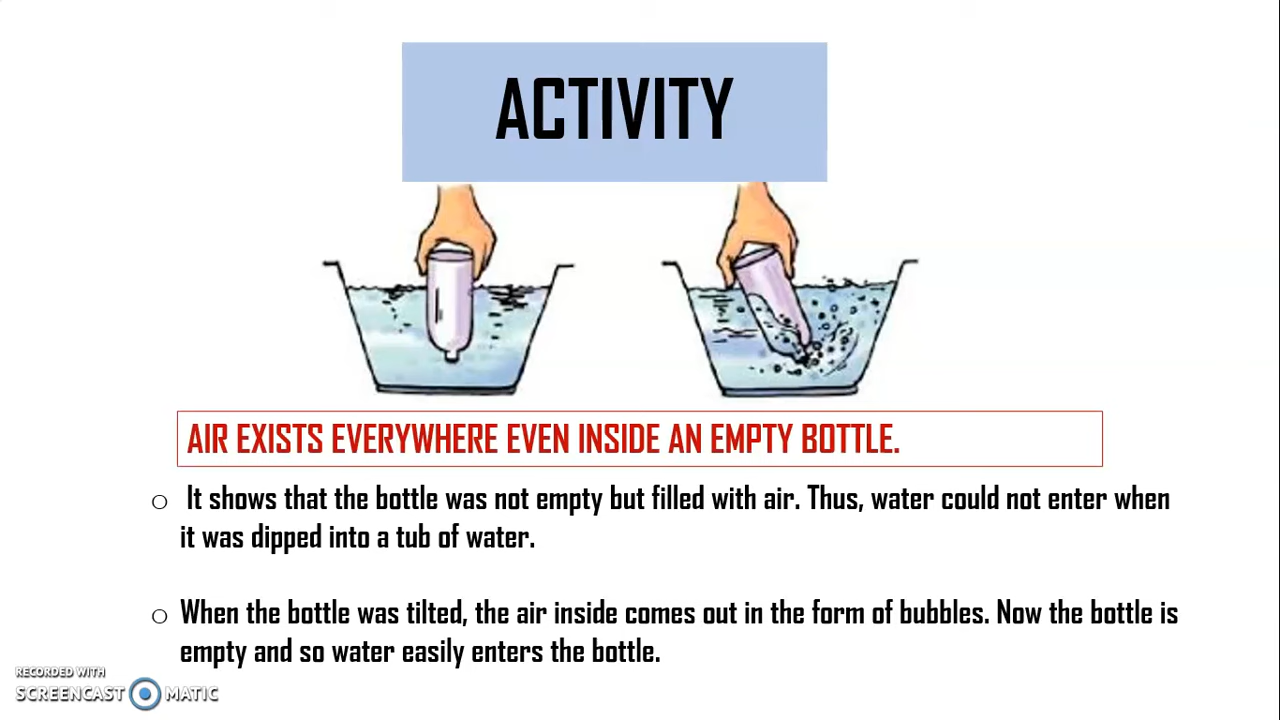 ACTIVITY
AIR EXISTS EVERYWHERE EVEN INSIDE AN EMPTY BOTTLE.
It shows that the bottle was not empty but filled with air. Thus, water could not enter when
it was dipped into a tub of water.
When the bottle was tilted, the air inside comes out in the form of bubbles. Now the bottle is
empty and so water easily enters the bottle.
RECORDED WITH
SCREENCAST MATIC